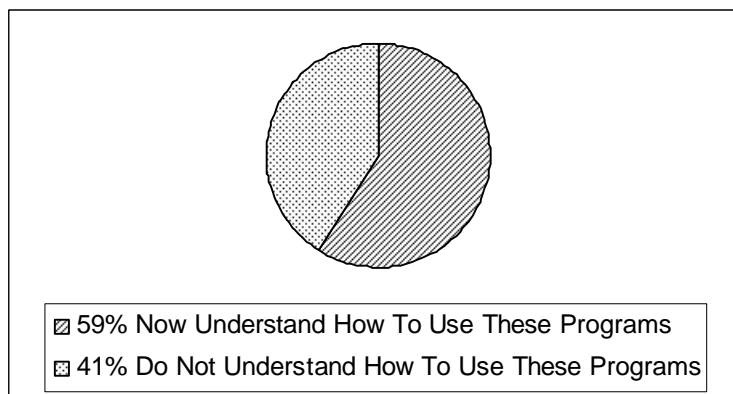 59% Now Understand How To Use These Programs
41% Do Not Understand How To Use These Programs